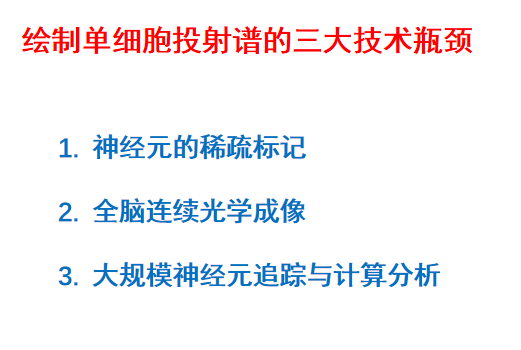 绘制单细胞投射谱的三大技术瓶颈
1. 神经元的稀疏标记
2. 全脑连续光学成像
3. 大规模神经元追踪与计算分析